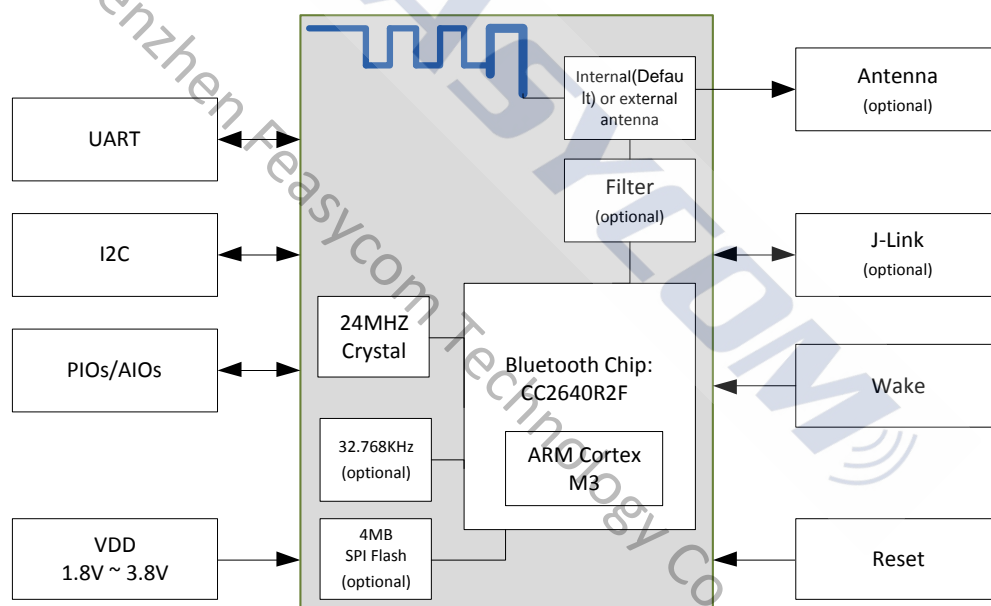 Internal(Defau
lt) or external
antenna
Antenna
(optional)
UART
Filter
(optional)
I2C
J-Link
(optional)
24MHZ
Crystal
PIOs/AIOs
Bluetooth Chip:
CC2640R2F
Wake
32.768KHz
(optional)
ARM Cortex
M3
VDD
1.8V ~ 3.8V
4MB
SPI Flash
(optional)
Reset
enzhen Feasycom Technology Co
ASYCOM